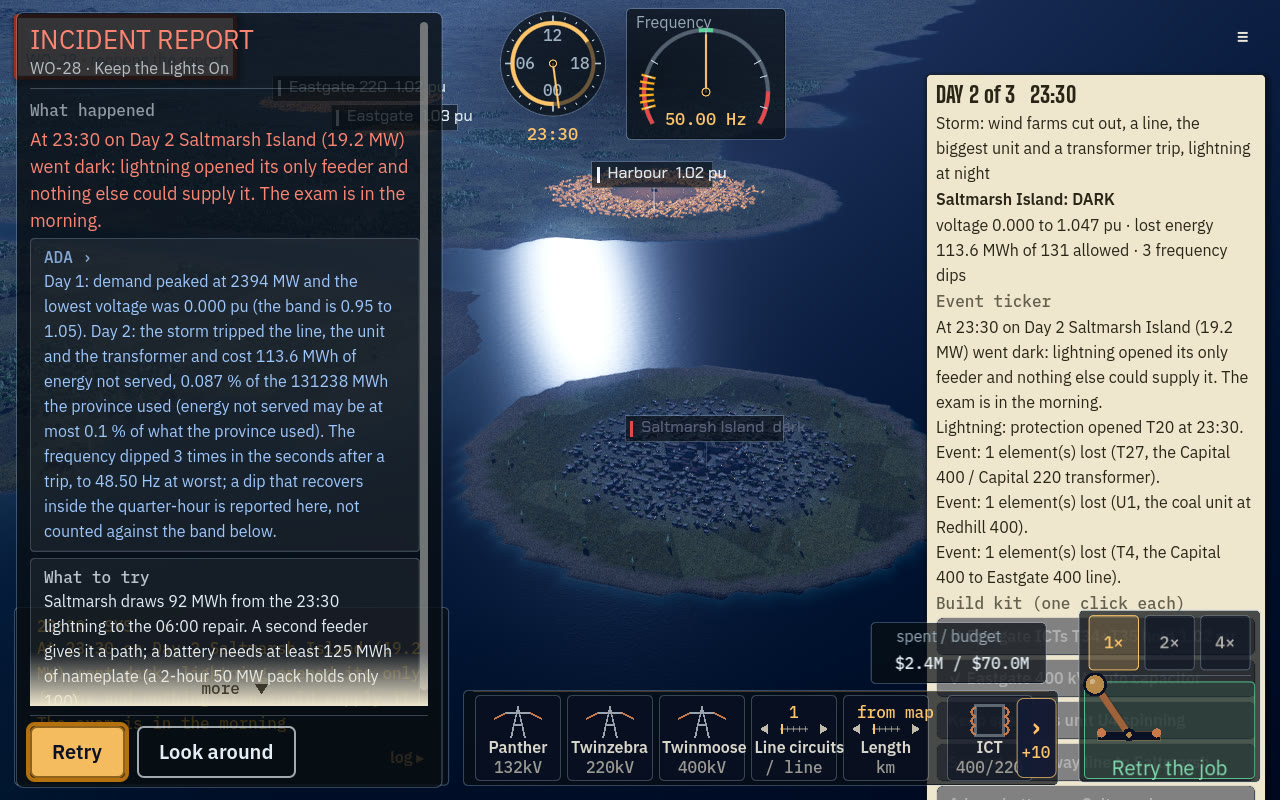 INCIDENT REPORT
WO-28 · Keep the Lights On
What happened
At 23:30 on Day 2 Saltmarsh Island (19.2 MW)
went dark: lightning opened its only feeder and
nothing else could supply it. The exam is in the
morning.
ADA ›
Day 1: demand peaked at 2394 MW and the
lowest voltage was 0.000 pu (the band is 0.95 to
1.05). Day 2: the storm tripped the line, the unit
and the transformer and cost 113.6 MWh of
energy not served, 0.087 % of the 131238 MWh
the province used (energy not served may be at
most 0.1 % of what the province used). The
frequency dipped 3 times in the seconds after a
trip, to 48.50 Hz at worst; a dip that recovers
inside the quarter-hour is reported here, not
counted against the band below.
What to try
Saltmarsh draws 92 MWh from the 23:30
lightning to the 06:00 repair. A second feeder
gives it a path; a battery needs at least 125 MWh
of nameplate (a 2-hour 50 MW pack holds only
100)
more ▼
The exam is in the morning.
Retry
Look around
log ▸
Eastgate 220 1.02 pu
Eastgate 1.03 pu
12
06
18
00
23:30
Frequency
50.00 Hz
Harbour 1.02 pu
Saltmarsh Island dark
≡
DAY 2 of 3 23:30
Storm: wind farms cut out, a line, the
biggest unit and a transformer trip, lightning
at night
Saltmarsh Island: DARK
voltage 0.000 to 1.047 pu · lost energy
113.6 MWh of 131 allowed · 3 frequency
dips
Event ticker
At 23:30 on Day 2 Saltmarsh Island (19.2
MW) went dark: lightning opened its only
feeder and nothing else could supply it. The
exam is in the morning.
Lightning: protection opened T20 at 23:30.
Event: 1 element(s) lost (T27, the Capital
400 / Capital 220 transformer).
Event: 1 element(s) lost (U1, the coal unit at
Redhill 400).
Event: 1 element(s) lost (T4, the Capital
400 to Eastgate 400 line).
Build kit (one click each)
spent / budget
$2.4M / $70.0M
1×
2×
4×
Panther
132kV
Twinzebra
220kV
Twinmoose
400kV
1
Line circuits
/ line
from map
Length
km
ICT
400/220
›
+10
Retry the job